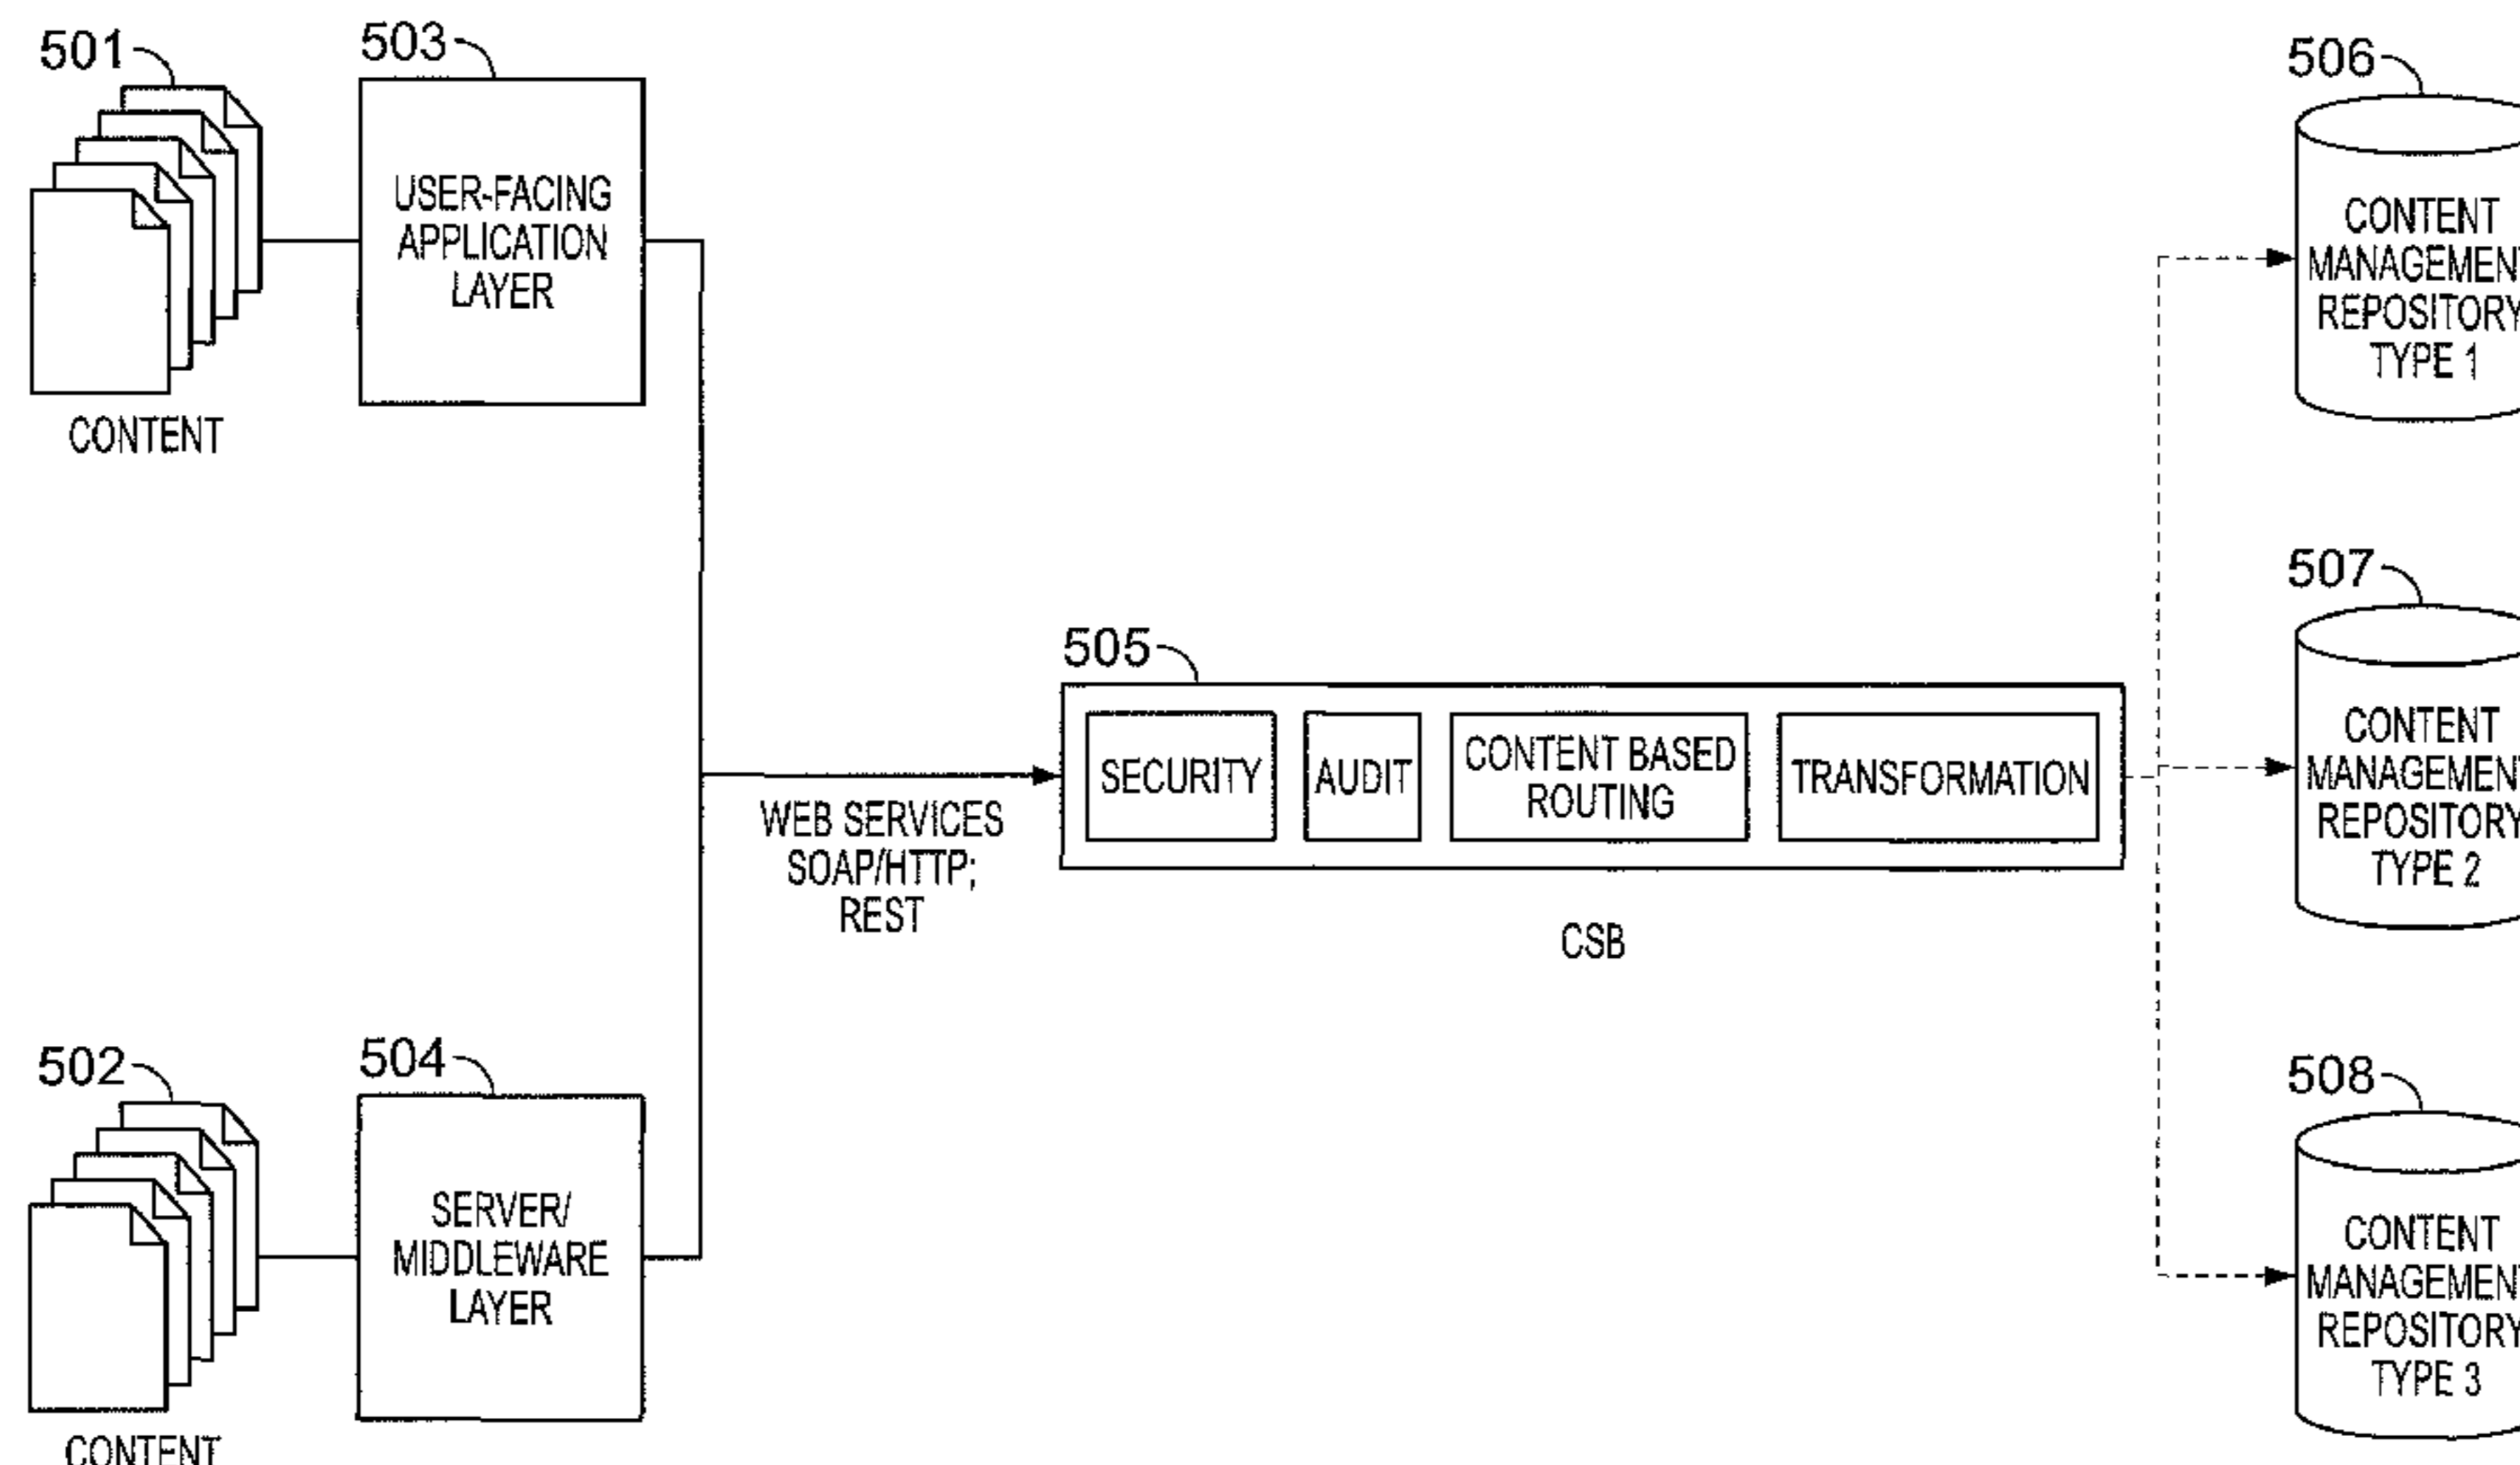 501
503
USER-FACING
APPLICATION
LAYER
CONTENT
502
504
SERVER/
MIDDLEWARE
LAYER
CONTENT
WEB SERVICES
SOAP/HTTP;
REST
505
SECURITY
AUDIT
CONTENT BASED
ROUTING
TRANSFORMATION
CSB
506
CONTENT
MANAGEMENT
REPOSITORY
TYPE 1
507
CONTENT
MANAGEMENT
REPOSITORY
TYPE 2
508
CONTENT
MANAGEMENT
REPOSITORY
TYPE 3